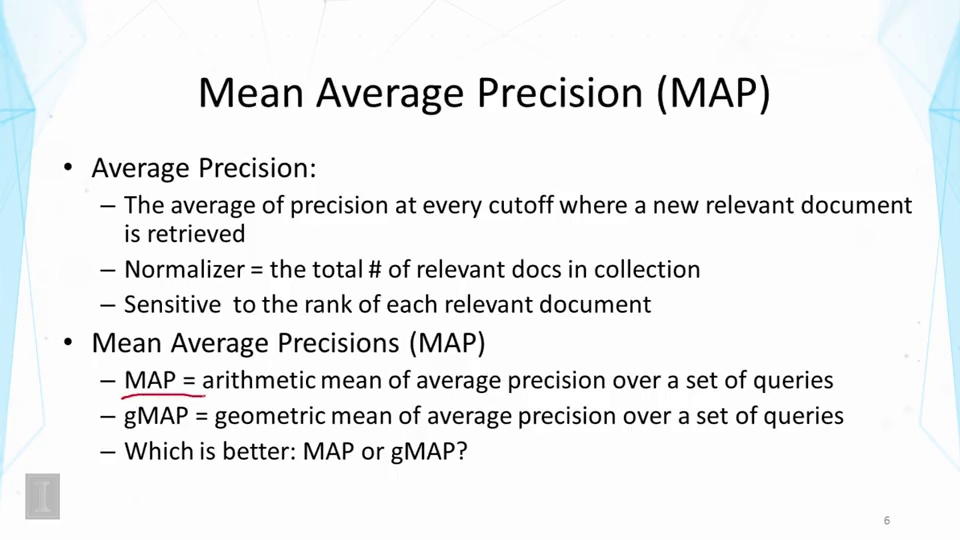 Mean Average Precision (MAP)
• Average Precision:
– The average of precision at every cutoff where a new relevant document
is retrieved
– Normalizer = the total # of relevant docs in collection
– Sensitive to the rank of each relevant document
• Mean Average Precisions (MAP)
– MAP = arithmetic mean of average precision over a set of queries
– gMAP = geometric mean of average precision over a set of queries
– Which is better: MAP or gMAP?
I
6